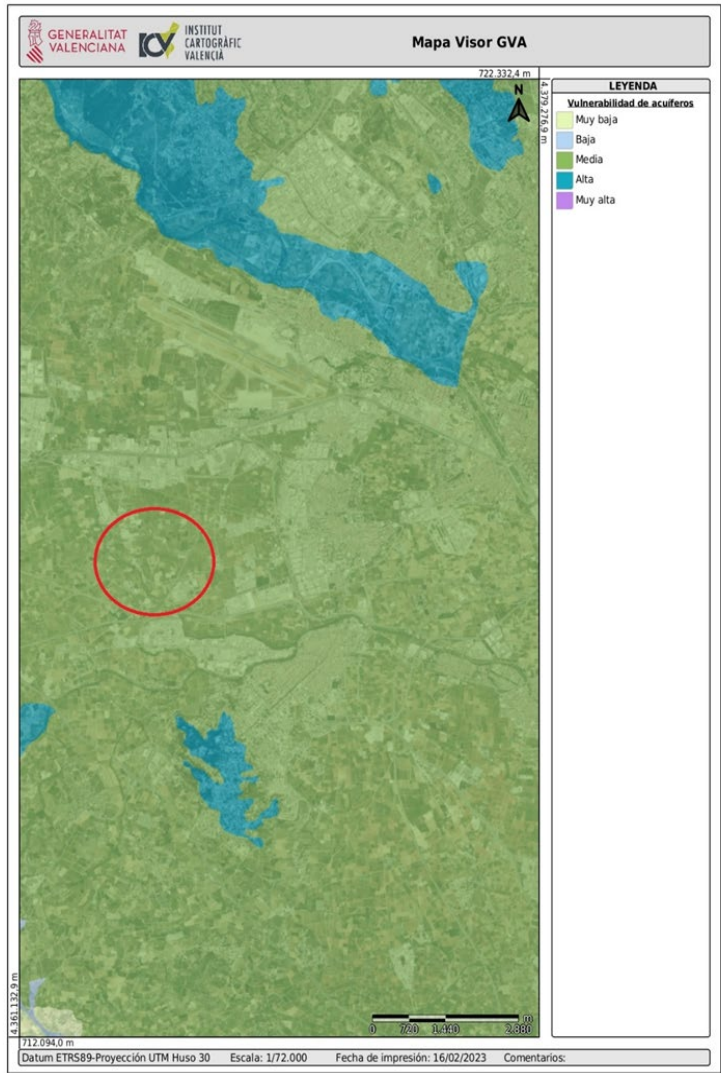 GENERALITAT
VALENCIANA
INSTITUT
CARTOGRÀFIC
VALENCIÀ
Mapa Visor GVA
722.332,4 m
4.379.276,9 m
N
LEYENDA
Vulnerabilidad de acuíferos
Muy baja
Baja
Media
Alta
Muy alta
4.361.132,9 m
m
0 720 1.440 2.880
712.094,0 m
Datum ETRS89-Proyección UTM Huso 30 Escala: 1/72.000 Fecha de impresión: 16/02/2023 Comentarios: